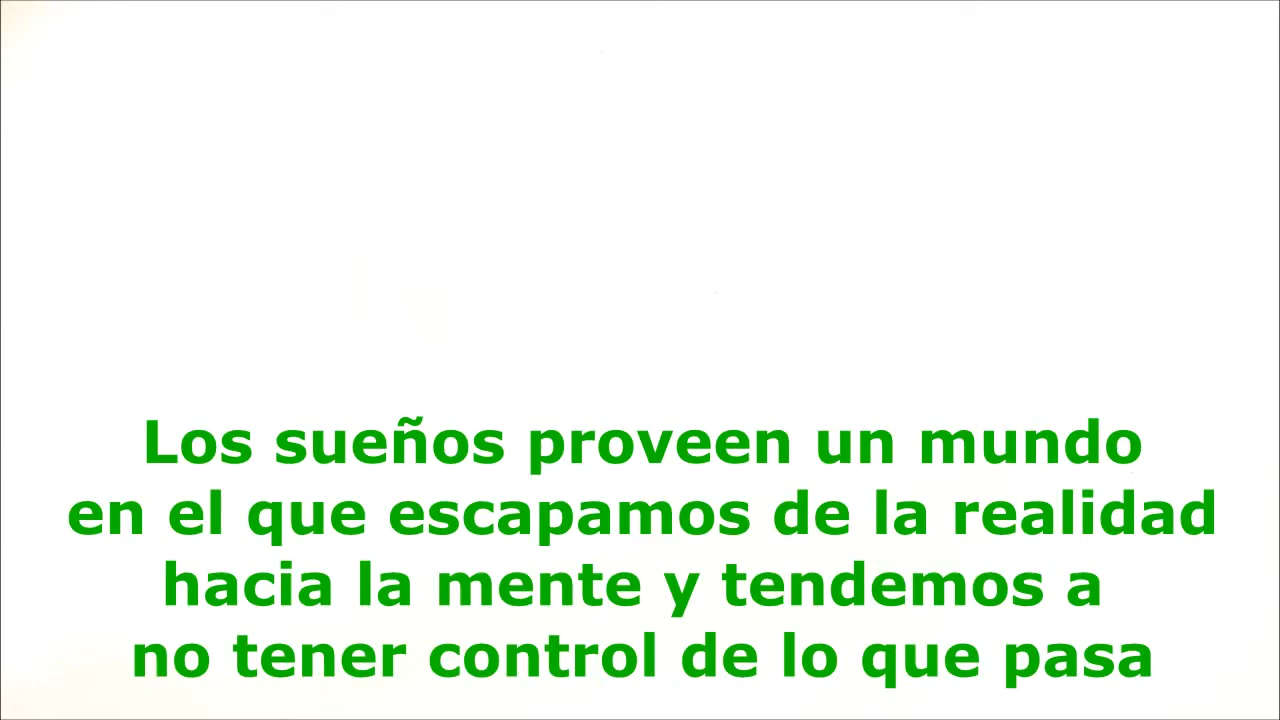 Los sueños proveen un mundo
en el que escapamos de la realidad
hacia la mente y tendemos a
no tener control de lo que pasa